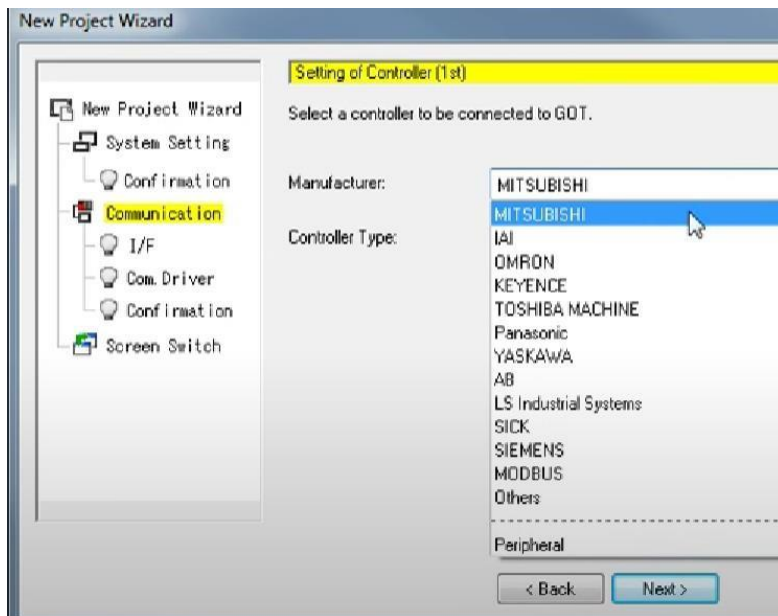 New Project Wizard
New Project Wizard
System Setting
Confirmation
Communication
I/F
Com.Driver
Confirmation
Screen Switch
Setting of Controller (1st)
Select a controller to be connected to GOT.
Manufacturer:
MITSUBISHI
Controller Type:
MITSUBISHI
IAI
OMRON
KEYENCE
TOSHIBA MACHINE
Panasonic
YASKAWA
AB
LS Industrial Systems
SICK
SIEMENS
MODBUS
Others
Peripheral
< Back
Next >